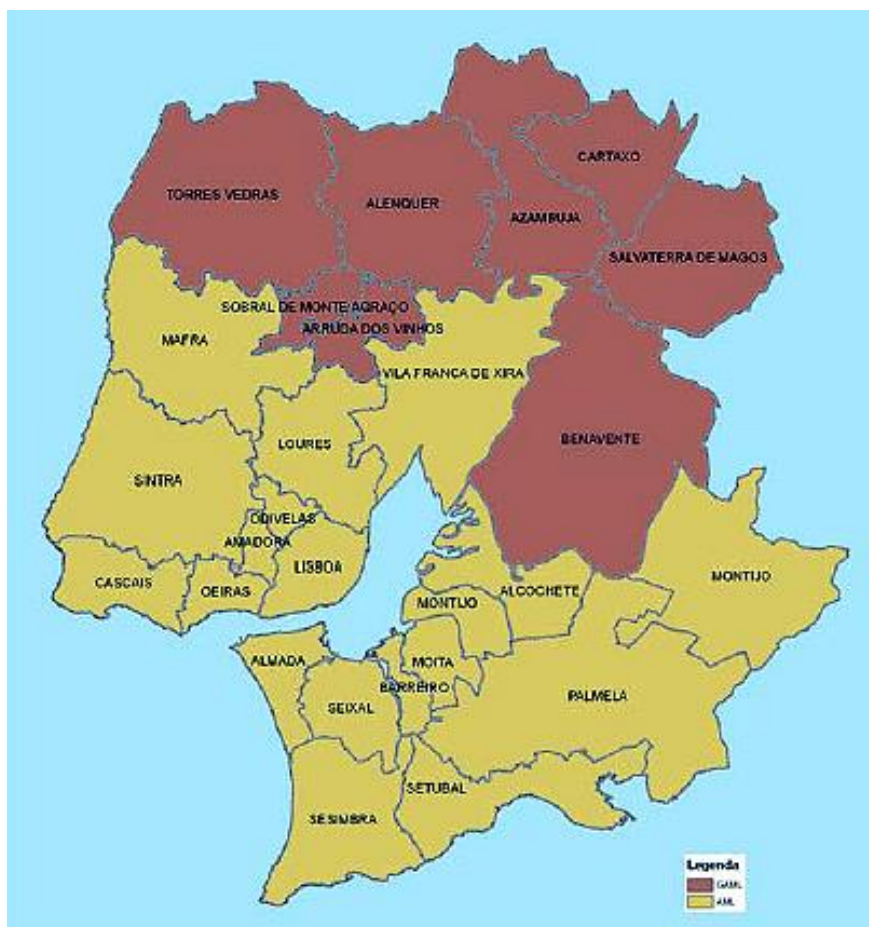 CARTAXO
TORRES VEDRAS
ALENQUER
AZAMBUJA
SALVATERRA DE MAGOS
SOBRAL DE MONTE AGRAÇO
ARRUDA DOS VINHOS
MAFRA
VILA FRANCA DE XIRA
LOURES
BENAVENTE
SINTRA
ODIVELAS
AMADORA
LISBOA
CASCAIS
OEIRAS
MONTIJO
ALCOCHETE
MONTIJO
ALMADA
MOITA
BARREIRO
SEIXAL
PALMELA
SETUBAL
SESIMBRA
Legenda
GAML
AML